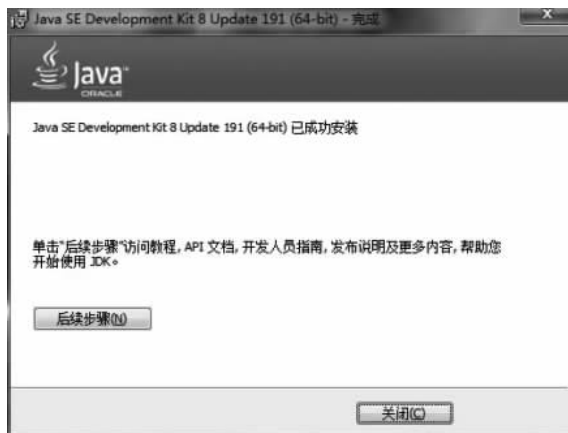 Java SE Development Kit 8 Update 191 (64-bit) - 完成
Java
ORACLE
Java SE Development Kit 8 Update 191 (64-bit) 已成功安装
单击"后续步骤"访问教程, API 文档, 开发人员指南, 发布说明及更多内容, 帮助您
开始使用 JDK。
后续步骤(N)
关闭(C)